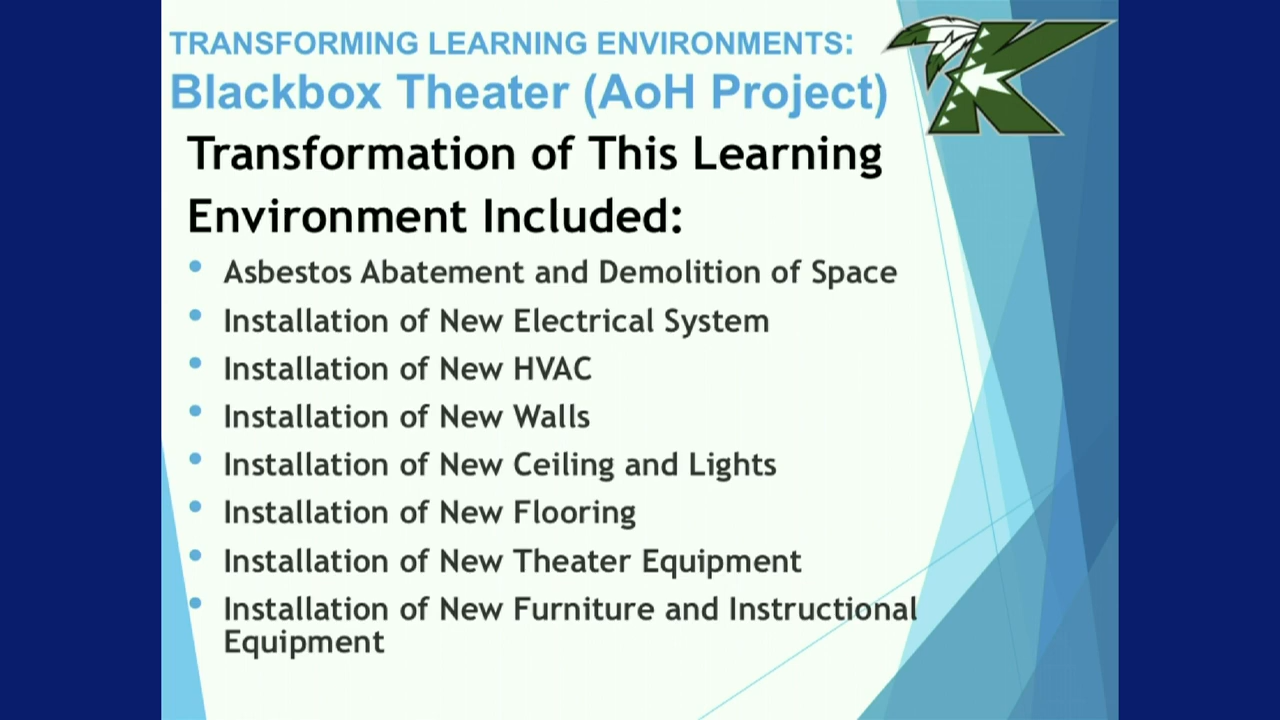 TRANSFORMING LEARNING ENVIRONMENTS:
Blackbox Theater (AoH Project)
Transformation of This Learning
Environment Included:
• Asbestos Abatement and Demolition of Space
• Installation of New Electrical System
• Installation of New HVAC
• Installation of New Walls
• Installation of New Ceiling and Lights
• Installation of New Flooring
• Installation of New Theater Equipment
• Installation of New Furniture and Instructional
Equipment
K